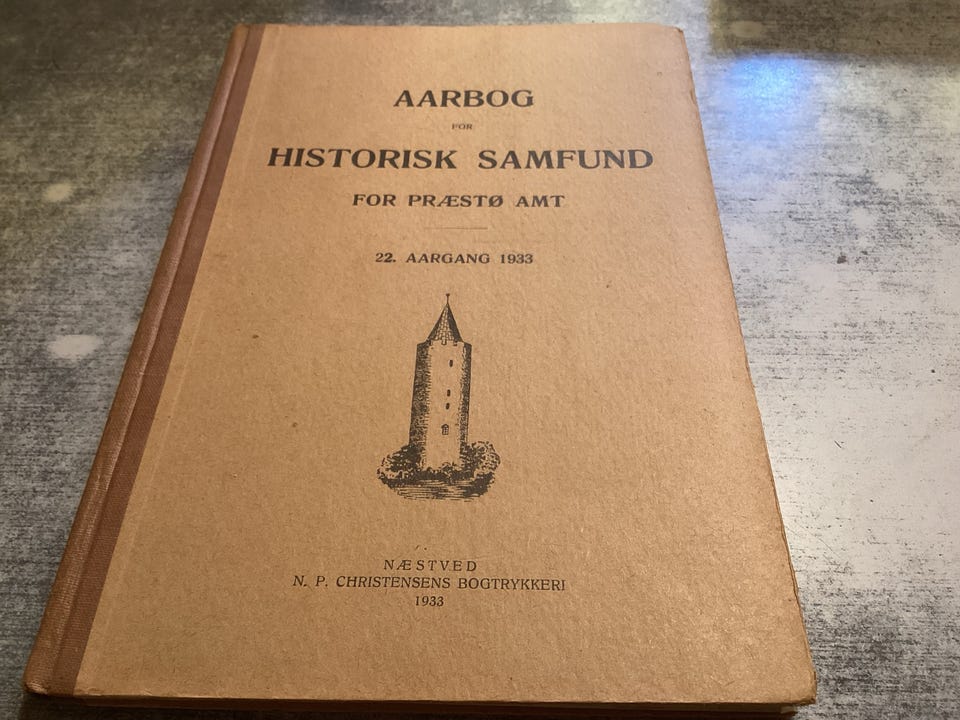 AARBOG
FOR
HISTORISK SAMFUND
FOR PRÆSTØ AMT
22. AARGANG 1933
NÆSTVED
N. P. CHRISTENSENS BOGTRYKKERI
1933